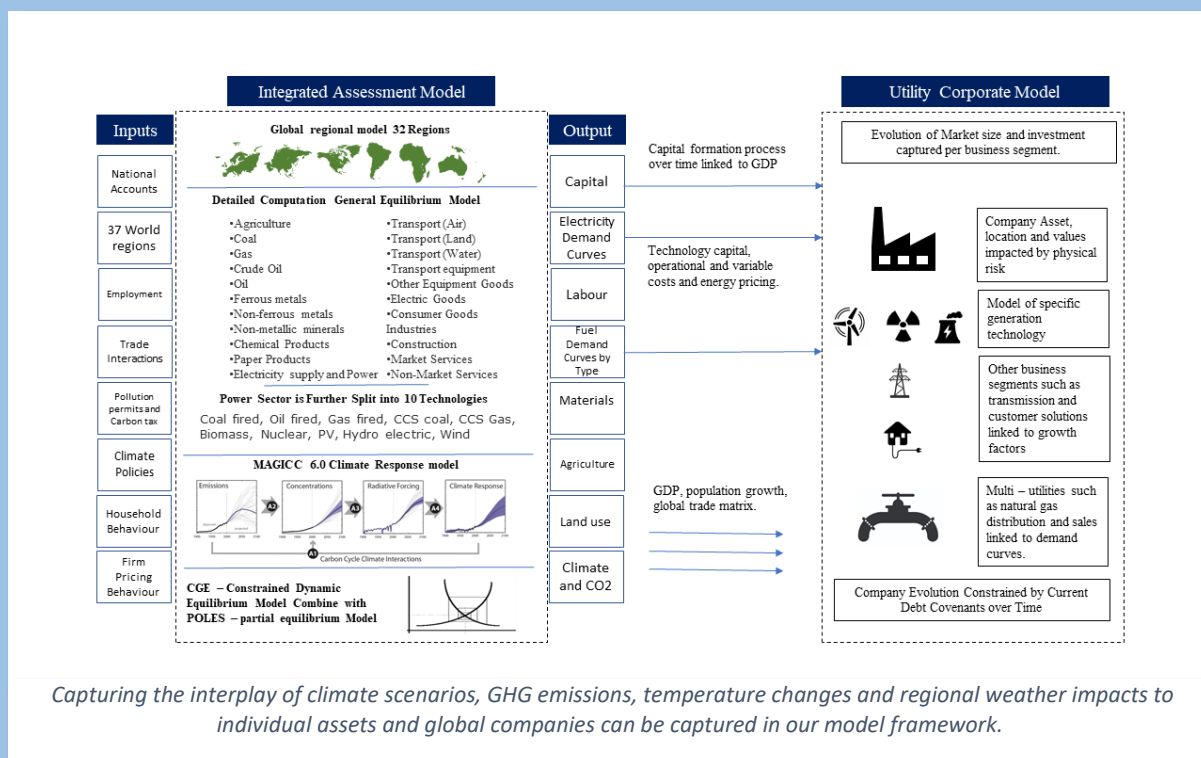 Integrated Assessment Model
Utility Corporate Model
Inputs
National
Accounts
37 World
regions
Employment
Trade
Interactions
Pollution
permits and
Carbon tax
Climate
Policies
Household
Behaviour
Firm
Pricing
Behaviour
Global regional model 32 Regions
Detailed Computation General Equilibrium Model
•Agriculture
•Coal
•Gas
•Crude Oil
•Oil
•Ferrous metals
•Non-ferrous metals
•Non-metallic minerals
•Chemical Products
•Paper Products
•Electricity supply and Power
•Transport (Air)
•Transport (Land)
•Transport (Water)
•Transport equipment
•Other Equipment Goods
•Electric Goods
•Consumer Goods
Industries
•Construction
•Market Services
•Non-Market Services
Power Sector is Further Split into 10 Technologies
Coal fired, Oil fired, Gas fired, CCS coal, CCS Gas,
Biomass, Nuclear, PV, Hydro electric, Wind
MAGICC 6.0 Climate Response model
Emissions
Concentrations
Radiative Forcing
Climate Response
A2
A3
A4
A1
Carbon Cycle Climate Interactions
CGE – Constrained Dynamic
Equilibrium Model Combine with
POLES – partial equilibrium Model
Output
Capital
Electricity
Demand
Curves
Labour
Fuel
Demand
Curves by
Type
Materials
Agriculture
Land use
Climate
and CO2
Capital formation process
over time linked to GDP
Technology capital,
operational and variable
costs and energy pricing.
GDP, population growth,
global trade matrix.
Evolution of Market size and investment
captured per business segment.
Company Asset,
location and values
impacted by physical
risk
Model of specific
generation
technology
Other business
segments such as
transmission and
customer solutions
linked to growth
factors
Multi – utilities such
as natural gas
distribution and sales
linked to demand
curves.
Company Evolution Constrained by Current
Debt Covenants over Time
Capturing the interplay of climate scenarios, GHG emissions, temperature changes and regional weather impacts to
individual assets and global companies can be captured in our model framework.